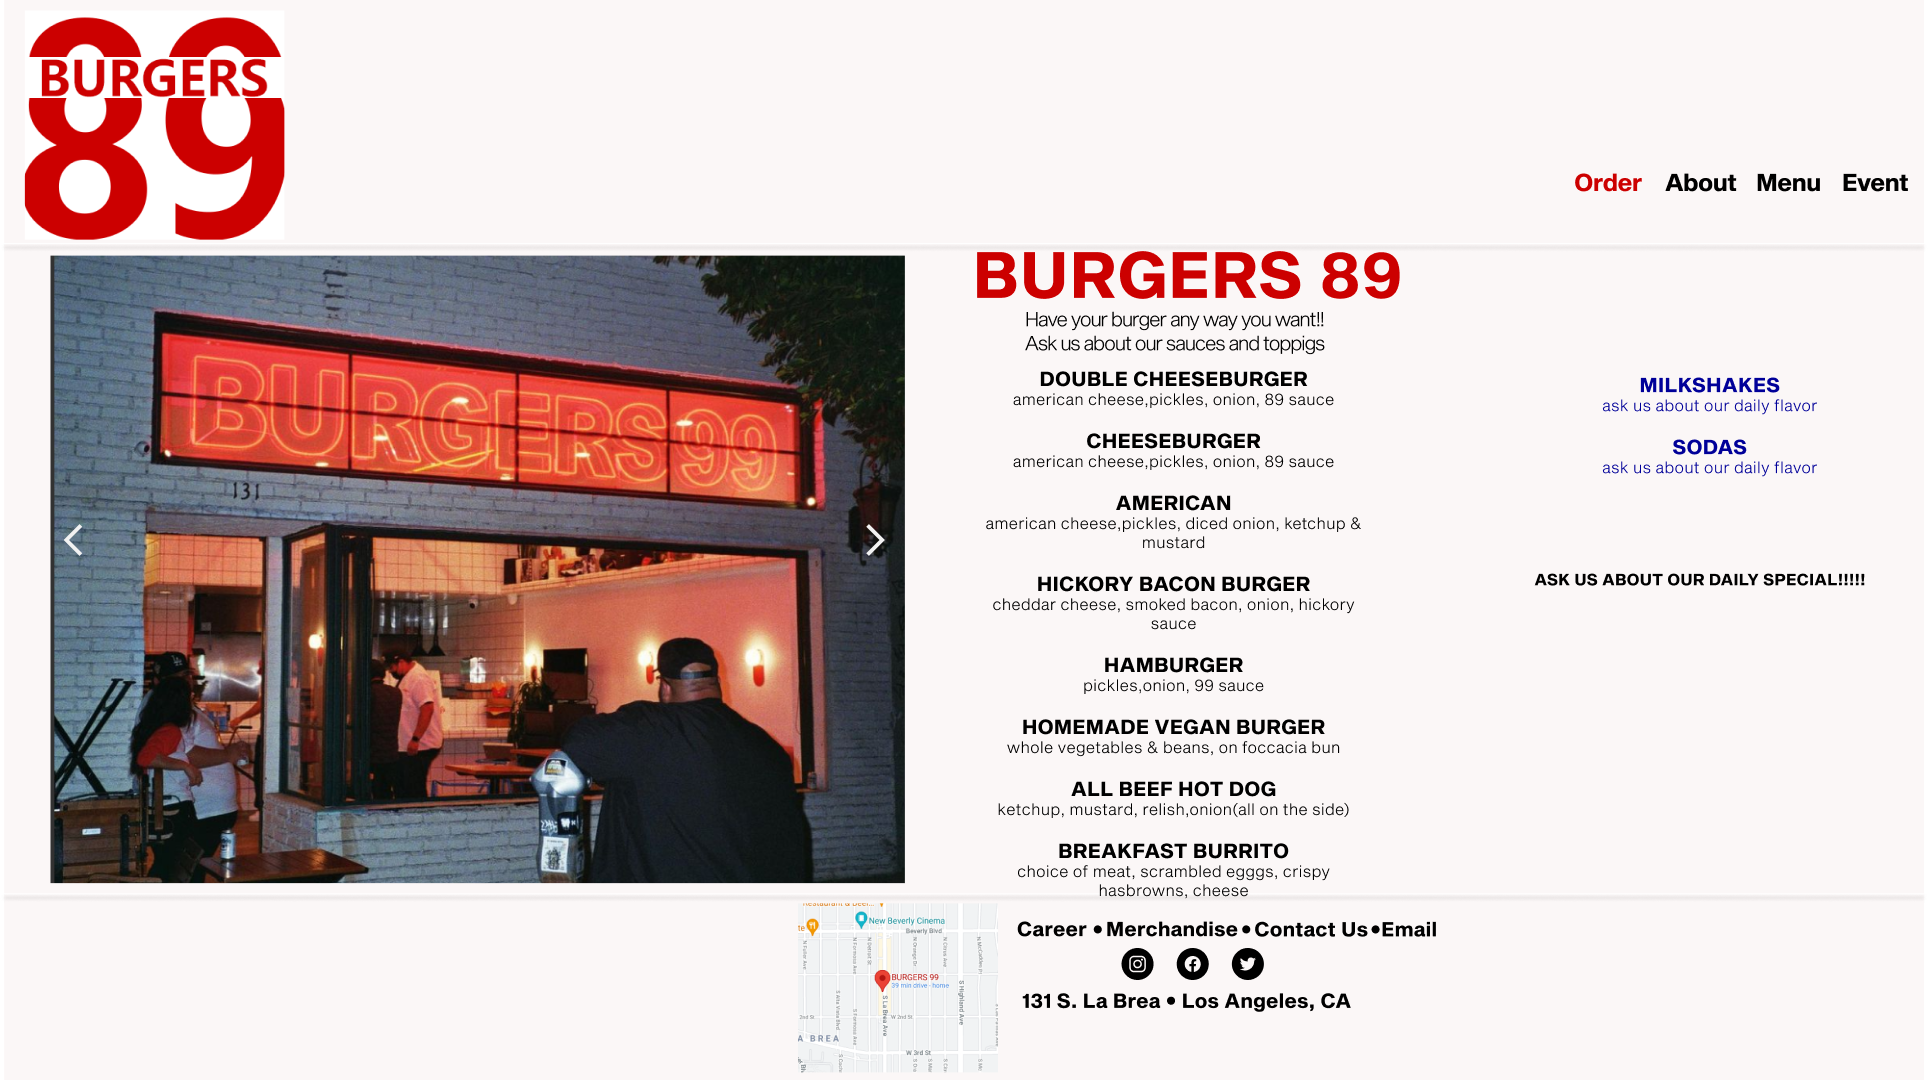 BURGERS
89
Order About Menu Event
BURGERS 99
131
BURGERS 89
Have your burger any way you want!!
Ask us about our sauces and toppigs
DOUBLE CHEESEBURGER
american cheese,pickles, onion, 89 sauce
CHEESEBURGER
american cheese,pickles, onion, 89 sauce
AMERICAN
american cheese,pickles, diced onion, ketchup &
mustard
HICKORY BACON BURGER
cheddar cheese, smoked bacon, onion, hickory
sauce
HAMBURGER
pickles,onion, 99 sauce
HOMEMADE VEGAN BURGER
whole vegetables & beans, on foccacia bun
ALL BEEF HOT DOG
ketchup, mustard, relish,onion(all on the side)
BREAKFAST BURRITO
choice of meat, scrambled egggs, crispy
hasbrowns, cheese
MILKSHAKES
ask us about our daily flavor
SODAS
ask us about our daily flavor
ASK US ABOUT OUR DAILY SPECIAL!!!!!
New Beverly Cinema
Beverly Blvd
BURGERS 99
39 min drive - home
S La Brea Ave
S Highland Ave
W 2nd St
2nd St
A BREA
W 3rd St
Career • Merchandise • Contact Us • Email
131 S. La Brea • Los Angeles, CA